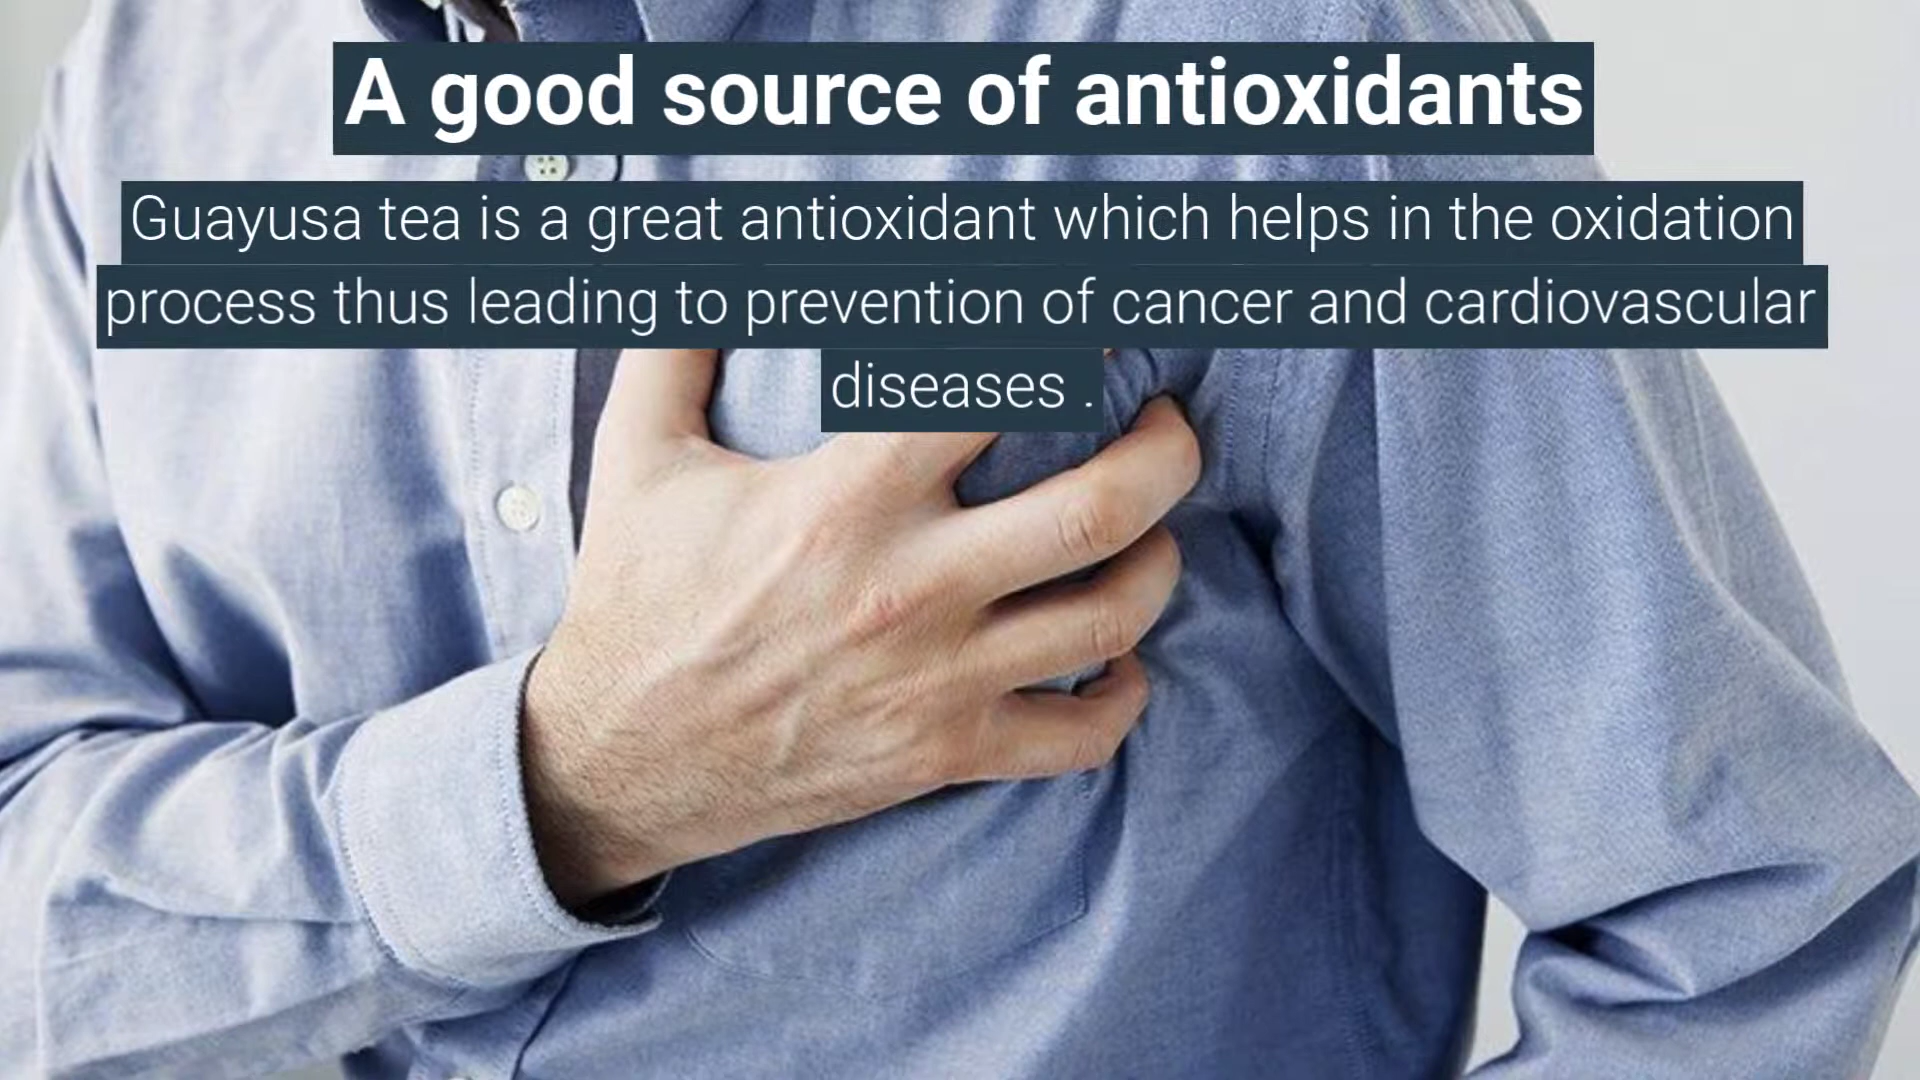 A good source of antioxidants
Guayusa tea is a great antioxidant which helps in the oxidation
process thus leading to prevention of cancer and cardiovascular
diseases .